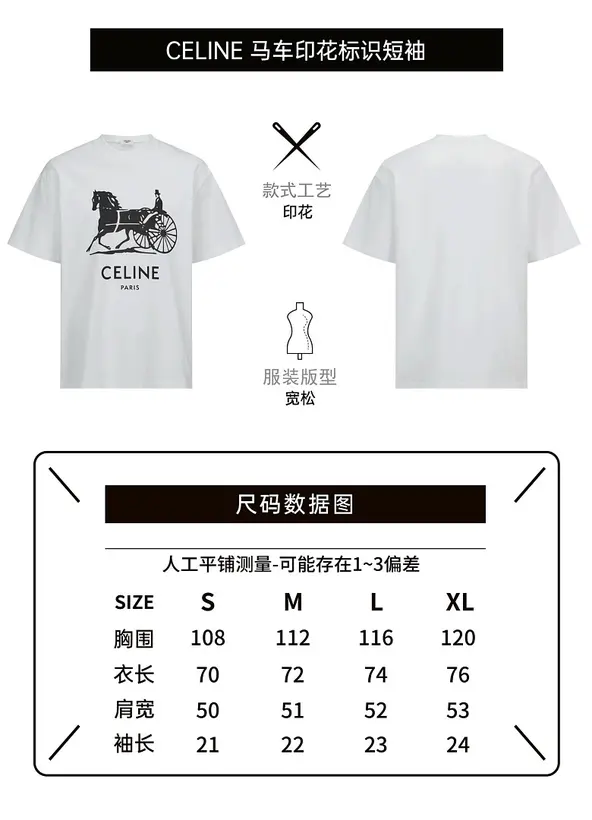 CELINE 马车印花标识短袖
CELINE
PARIS
款式工艺
印花
服装版型
宽松
尺码数据图
人工平铺测量-可能存在1~3偏差
SIZE S M L XL
胸围 108 112 116 120
衣长 70 72 74 76
肩宽 50 51 52 53
袖长 21 22 23 24